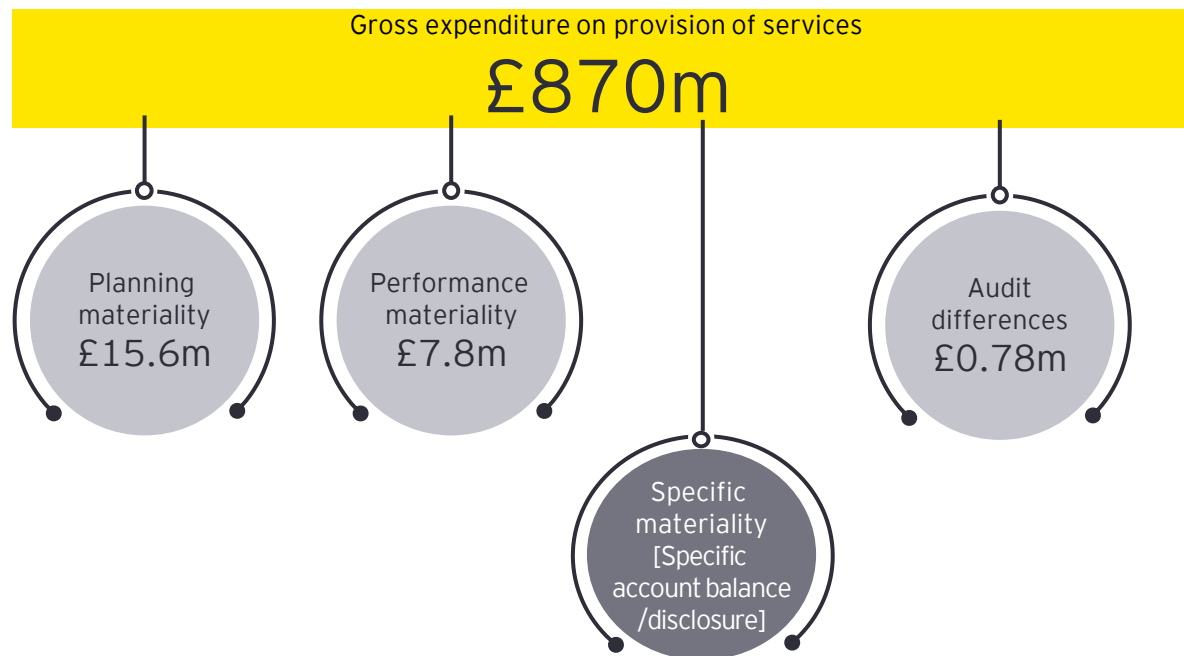 Gross expenditure on provision of services
£870m
Planning
materiality
£15.6m
Performance
materiality
£7.8m
Audit
differences
£0.78m
Specific
materiality
[Specific
account balance
/disclosure]